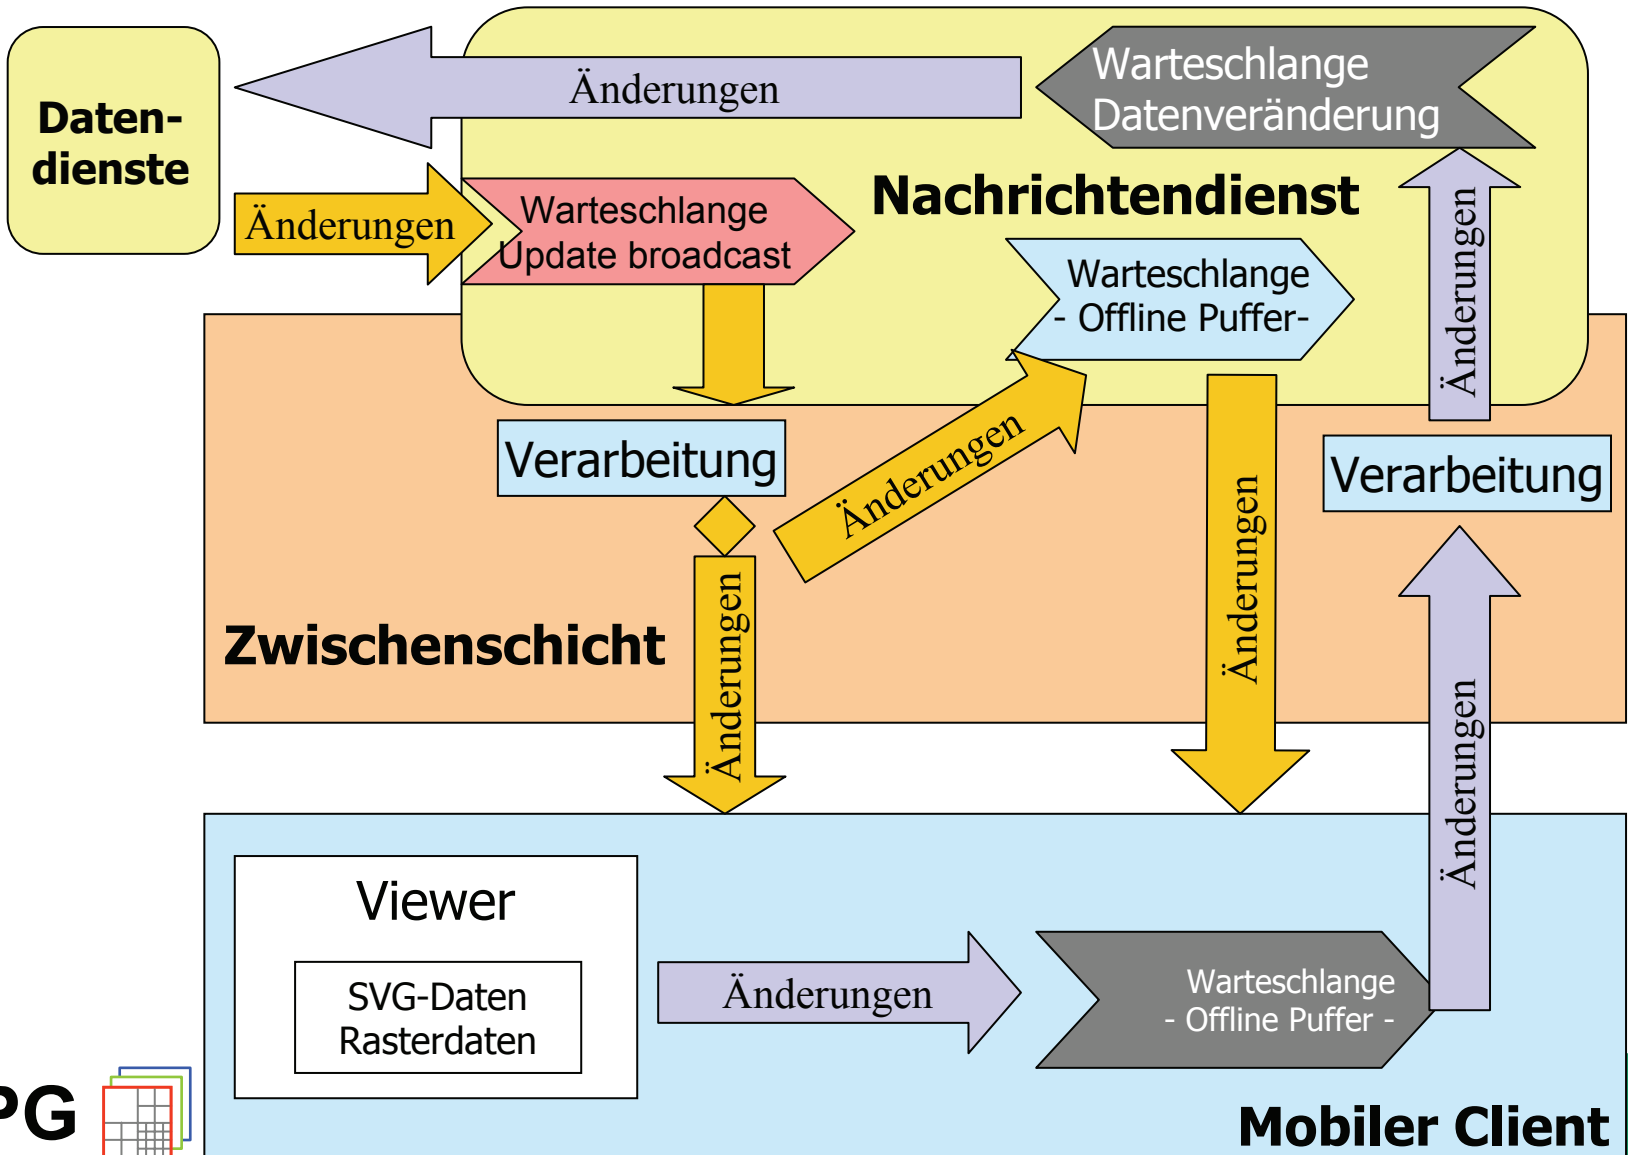 Daten-
dienste
Änderungen
Warteschlange
Datenveränderung
Änderungen
Warteschlange
Update broadcast
Nachrichtendienst
Warteschlange
- Offline Puffer-
Änderungen
Verarbeitung
Änderungen
Änderungen
Verarbeitung
Zwischenschicht
Änderungen
Änderungen
Viewer
SVG-Daten
Rasterdaten
Änderungen
Warteschlange
- Offline Puffer -
Mobiler Client
PG